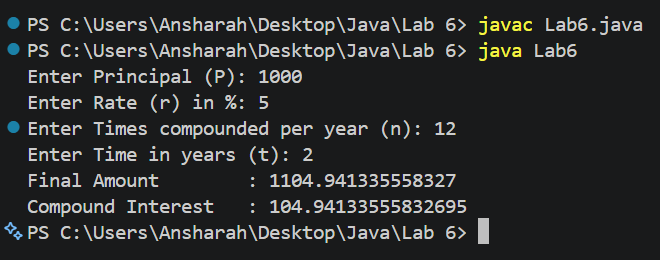 PS C:\Users\Ansharah\Desktop\Java\Lab 6> javac Lab6.java
PS C:\Users\Ansharah\Desktop\Java\Lab 6> java Lab6
Enter Principal (P): 1000
Enter Rate (r) in %: 5
Enter Times compounded per year (n): 12
Enter Time in years (t): 2
Final Amount       : 1104.941335558327
Compound Interest  : 104.94133555832695
PS C:\Users\Ansharah\Desktop\Java\Lab 6>